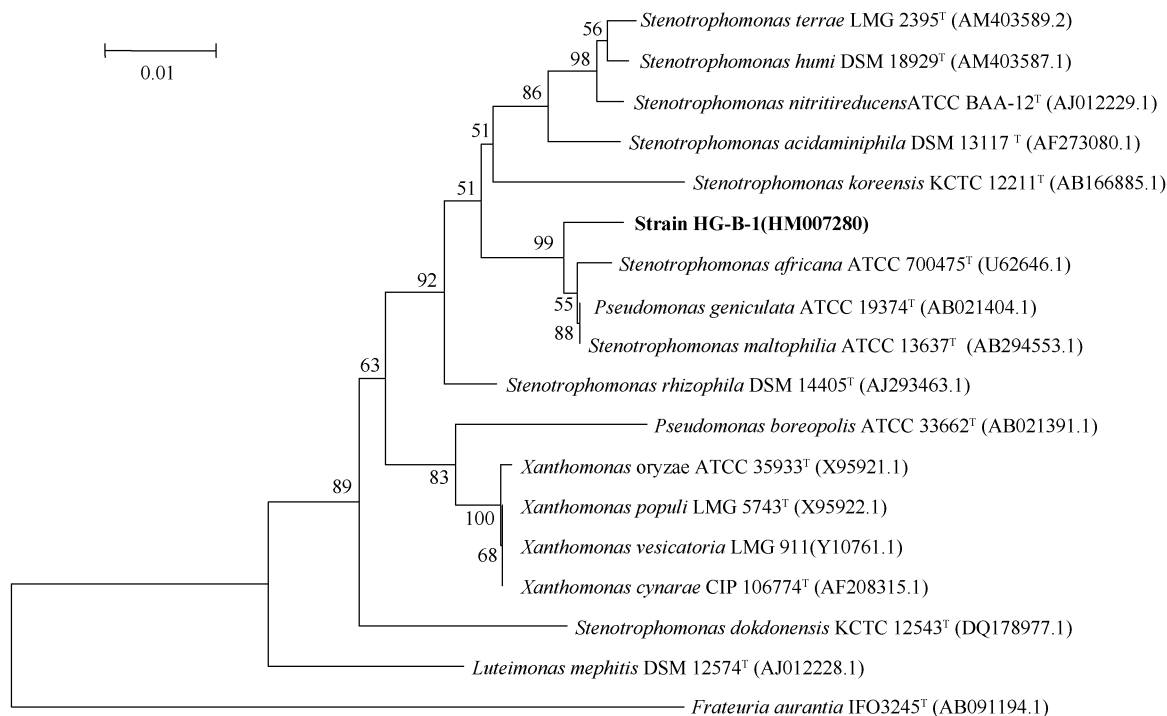 56
Stenotrophomonas terrae LMG 2395ᵀ (AM403589.2)
0.01
98
Stenotrophomonas humi DSM 18929ᵀ (AM403587.1)
86
Stenotrophomonas nitritireducensATCC BAA-12ᵀ (AJ012229.1)
51
Stenotrophomonas acidaminiphila DSM 13117 ᵀ (AF273080.1)
51
Stenotrophomonas koreensis KCTC 12211ᵀ (AB166885.1)
Strain HG-B-1(HM007280)
99
Stenotrophomonas africana ATCC 700475ᵀ (U62646.1)
92
55
Pseudomonas geniculata ATCC 19374ᵀ (AB021404.1)
88
Stenotrophomonas maltophilia ATCC 13637ᵀ (AB294553.1)
63
Stenotrophomonas rhizophila DSM 14405ᵀ (AJ293463.1)
Pseudomonas boreopolis ATCC 33662ᵀ (AB021391.1)
83
Xanthomonas oryzae ATCC 35933ᵀ (X95921.1)
89
Xanthomonas populi LMG 5743ᵀ (X95922.1)
100
Xanthomonas vesicatoria LMG 911(Y10761.1)
68
Xanthomonas cynarae CIP 106774ᵀ (AF208315.1)
Stenotrophomonas dokdonensis KCTC 12543ᵀ (DQ178977.1)
Luteimonas mephitis DSM 12574ᵀ (AJ012228.1)
Frateuria aurantia IFO3245ᵀ (AB091194.1)